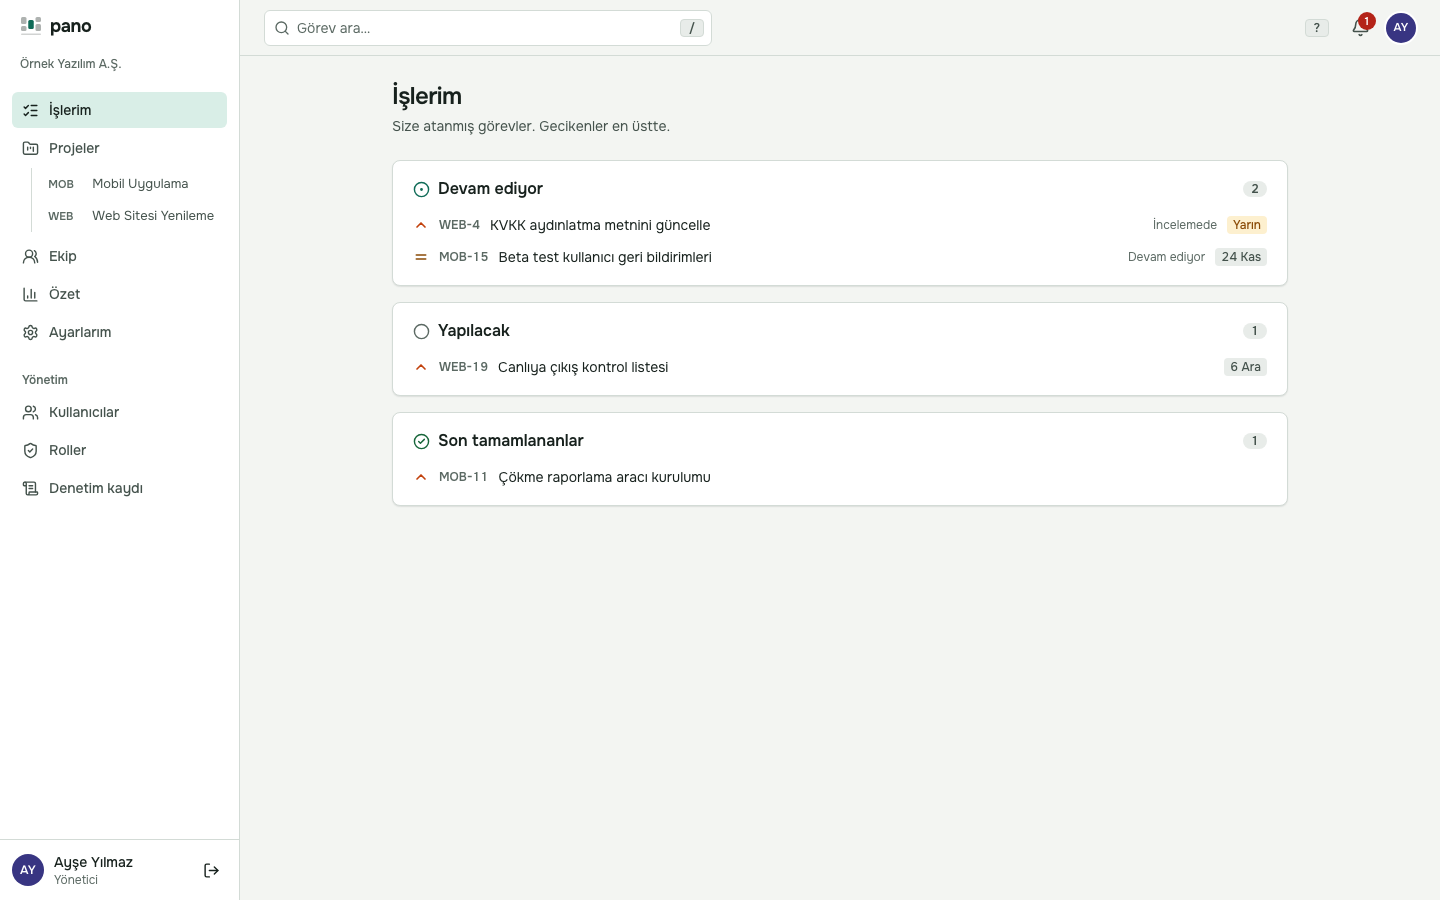 pano
Örnek Yazılım A.Ş.
İşlerim
Projeler
MOB Mobil Uygulama
WEB Web Sitesi Yenileme
Ekip
Özet
Ayarlarım
Yönetim
Kullanıcılar
Roller
Denetim kaydı
AY
Ayşe Yılmaz
Yönetici
Görev ara... /
? 1 AY
İşlerim
Size atanmış görevler. Gecikenler en üstte.
Devam ediyor 2
WEB-4 KVKK aydınlatma metnini güncelle İncelemede Yarın
MOB-15 Beta test kullanıcı geri bildirimleri Devam ediyor 24 Kas
Yapılacak 1
WEB-19 Canlıya çıkış kontrol listesi 6 Ara
Son tamamlananlar 1
MOB-11 Çökme raporlama aracı kurulumu